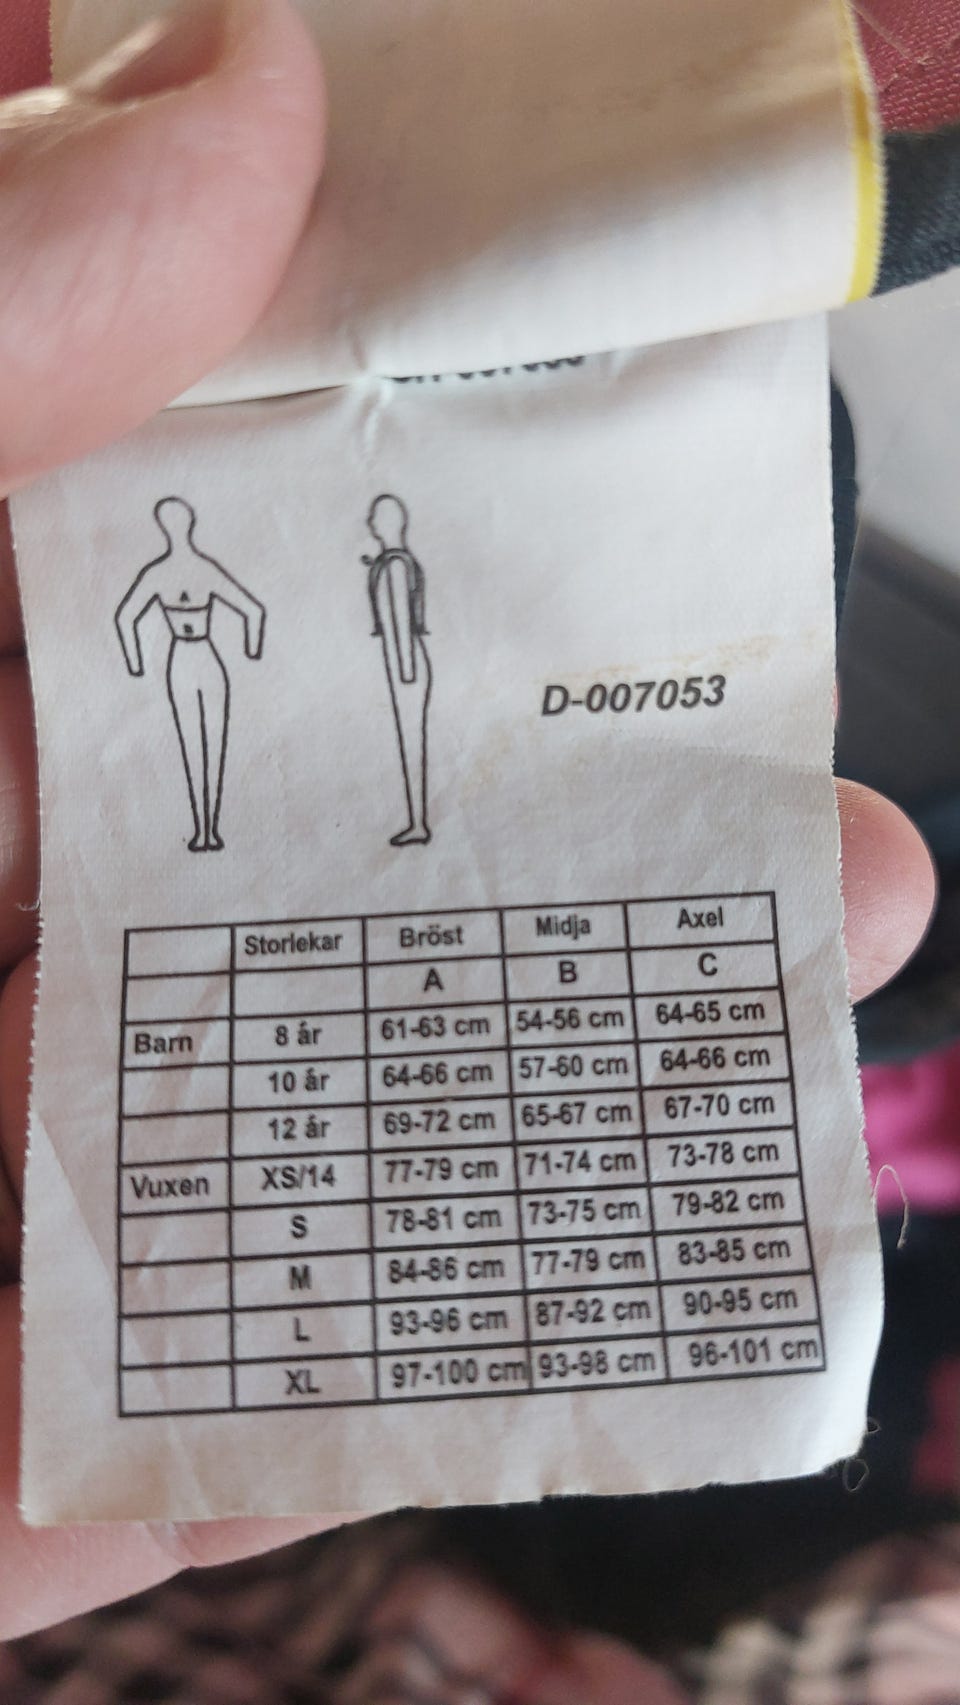 A
B
D-007053
Storlekar Bröst Midja Axel
A B C
Barn 8 år 61-63 cm 54-56 cm 64-65 cm
10 år 64-66 cm 57-60 cm 64-66 cm
12 år 69-72 cm 65-67 cm 67-70 cm
Vuxen XS/14 77-79 cm 71-74 cm 73-78 cm
S 78-81 cm 73-75 cm 79-82 cm
M 84-86 cm 77-79 cm 83-85 cm
L 93-96 cm 87-92 cm 90-95 cm
XL 97-100 cm 93-98 cm 96-101 cm